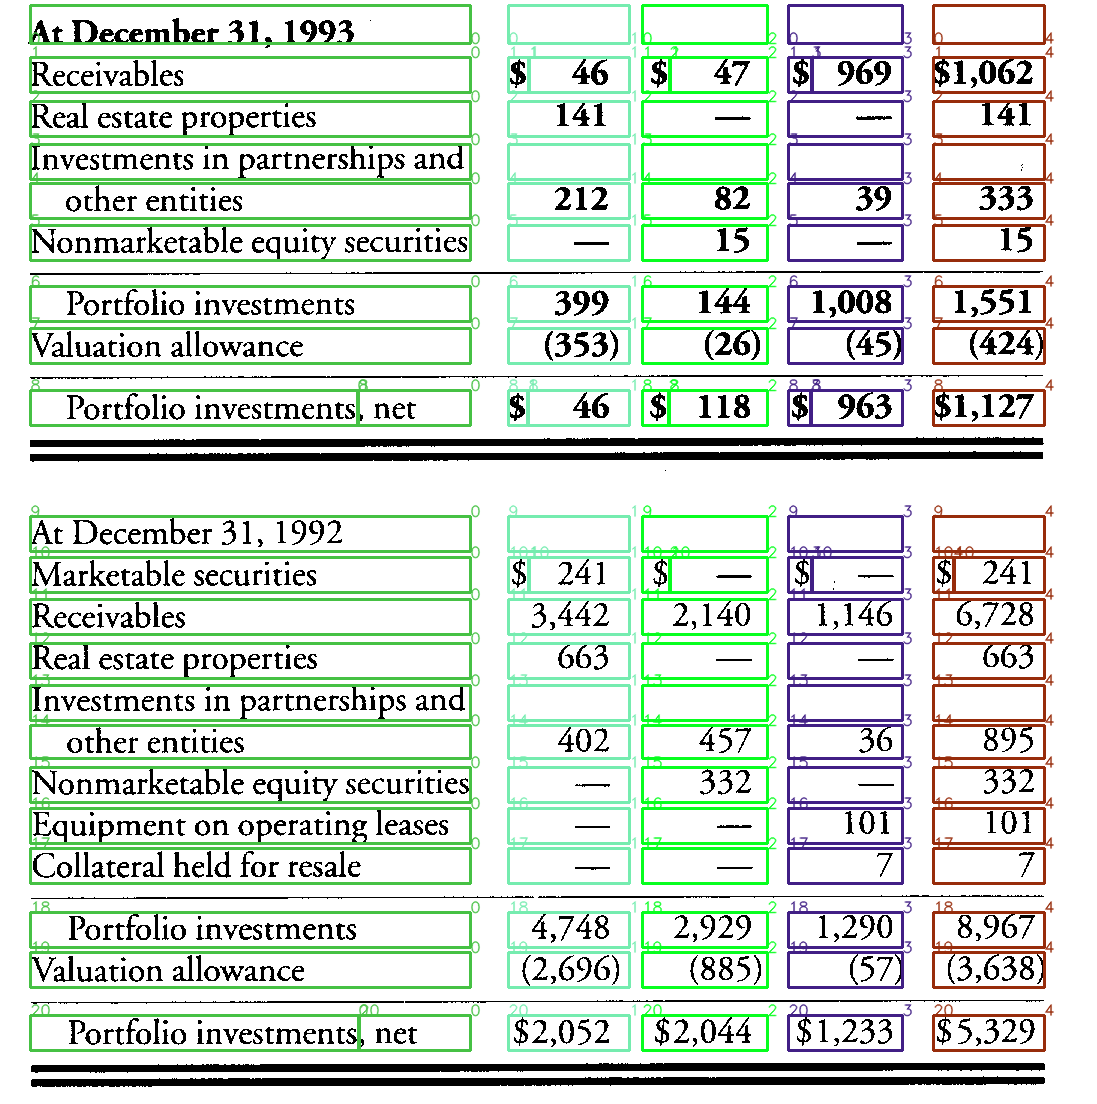 At December 31, 1993
Receivables $ 46 $ 47 $ 969 $1,062
Real estate properties 141 — — 141
Investments in partnerships and
other entities 212 82 39 333
Nonmarketable equity securities — 15 — 15
Portfolio investments 399 144 1,008 1,551
Valuation allowance (353) (26) (45) (424)
Portfolio investments, net $ 46 $ 118 $ 963 $1,127
At December 31, 1992
Marketable securities $ 241 $ — $ — $ 241
Receivables 3,442 2,140 1,146 6,728
Real estate properties 663 — — 663
Investments in partnerships and
other entities 402 457 36 895
Nonmarketable equity securities — 332 — 332
Equipment on operating leases — — 101 101
Collateral held for resale — — 7 7
Portfolio investments 4,748 2,929 1,290 8,967
Valuation allowance (2,696) (885) (57) (3,638)
Portfolio investments, net $2,052 $2,044 $1,233 $5,329